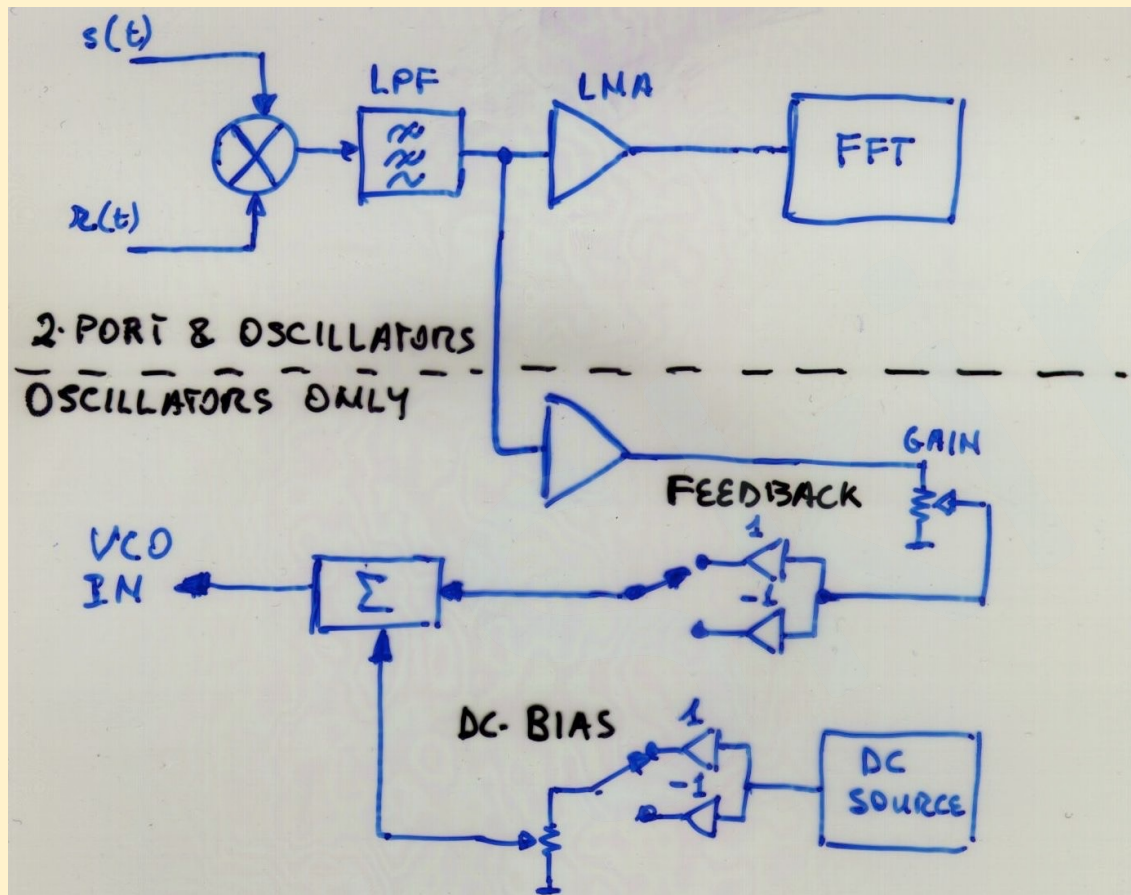 s(t)
LPF
LNA
FFT
r(t)
2-PORT & OSCILLATORS
OSCILLATORS ONLY
GAIN
FEEDBACK
1
-1
VCO
IN
Σ
DC-BIAS
1
-1
DC
SOURCE